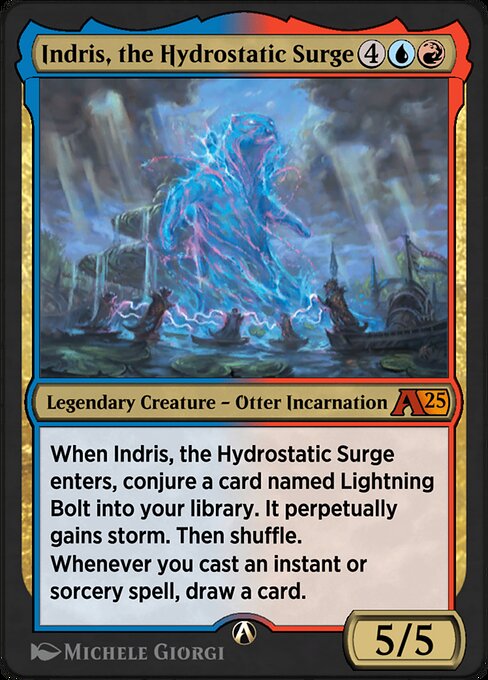 Indris, the Hydrostatic Surge 4
Legendary Creature – Otter Incarnation A25
When Indris, the Hydrostatic Surge
enters, conjure a card named Lightning
Bolt into your library. It perpetually
gains storm. Then shuffle.
Whenever you cast an instant or
sorcery spell, draw a card.
5/5
Michele Giorgi